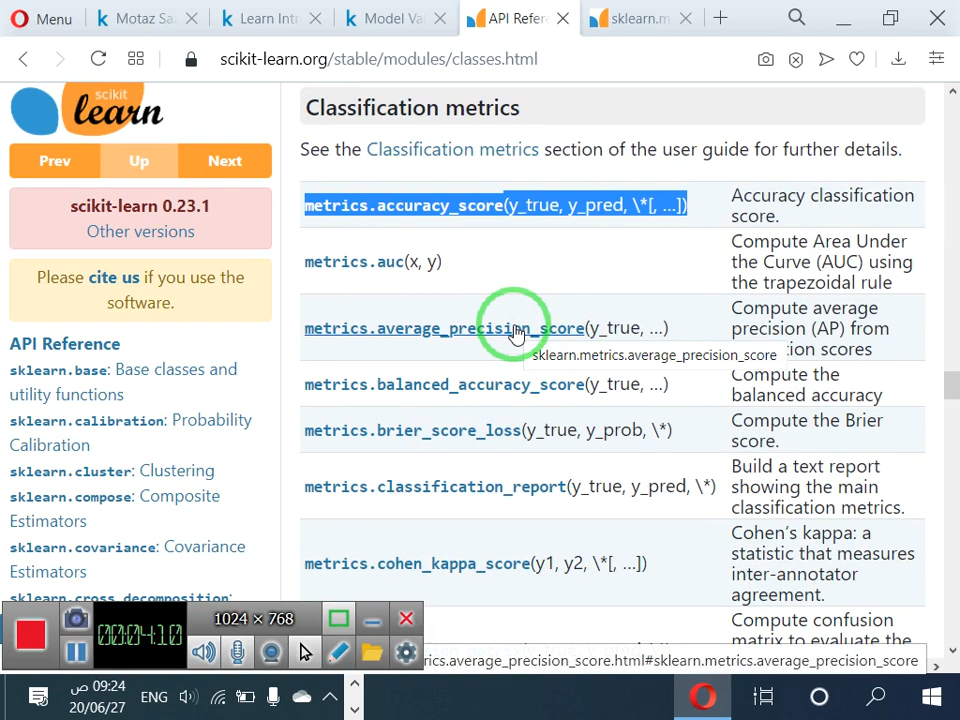 Menu
Motaz Sa
Learn Intr
Model Va
API Refer
sklearn.m
scikit-learn.org/stable/modules/classes.html
scikit
learn
Prev
Up
Next
scikit-learn 0.23.1
Other versions
Please cite us if you use the
software.
API Reference
sklearn.base: Base classes and
utility functions
sklearn.calibration: Probability
Calibration
sklearn.cluster: Clustering
sklearn.compose: Composite
Estimators
sklearn.covariance: Covariance
Estimators
sklearn.cross_decomposition:
Classification metrics
See the Classification metrics section of the user guide for further details.
metrics.accuracy_score(y_true, y_pred, \*[, ...])
Accuracy classification
score.
metrics.auc(x, y)
Compute Area Under
the Curve (AUC) using
the trapezoidal rule
metrics.average_precision_score(y_true, ...)
Compute average
precision (AP) from
tion scores
sklearn.metrics.average_precision_score
metrics.balanced_accuracy_score(y_true, ...)
Compute the
balanced accuracy
metrics.brier_score_loss(y_true, y_prob, \*)
Compute the Brier
score.
metrics.classification_report(y_true, y_pred, \*)
Build a text report
showing the main
classification metrics.
metrics.cohen_kappa_score(y1, y2, \*[, ...])
Cohen's kappa: a
statistic that measures
inter-annotator
agreement.
Compute confusion
matrix to evaluate the
1024 × 768
00:04:10
rics.average_precision_score.html#sklearn.metrics.average_precision_score
09:24 ص
20/06/27
ENG